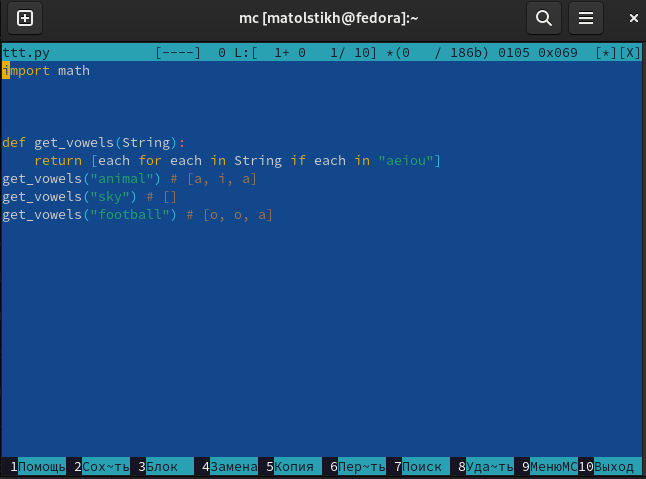 mc [matolstikh@fedora]:~
ttt.py [----] 0 L:[ 1+ 0 1/ 10] *(0 / 186b) 0105 0x069 [*][X]
import math
def get_vowels(String):
    return [each for each in String if each in "aeiou"]
get_vowels("animal") # [a, i, a]
get_vowels("sky") # []
get_vowels("football") # [o, o, a]
1Помощь 2Сох~ть 3Блок 4Замена 5Копия 6Пер~ть 7Поиск 8Уда~ть 9МенюMC 10Выход